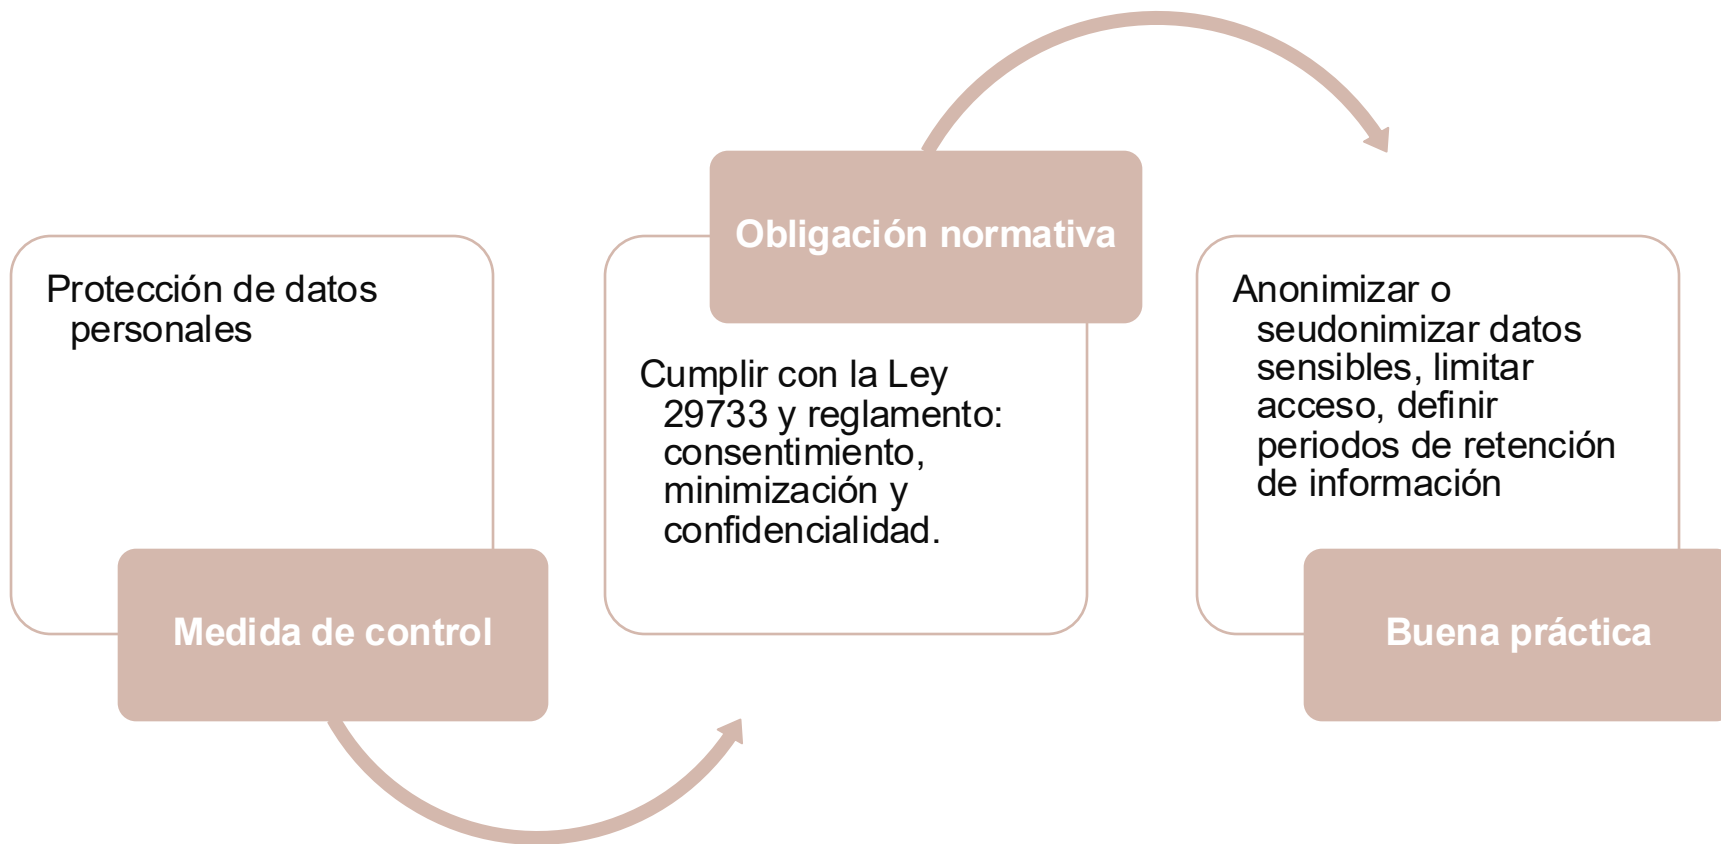 Protección de datos
personales
Medida de control
Obligación normativa
Cumplir con la Ley
29733 y reglamento:
consentimiento,
minimización y
confidencialidad.
Anonimizar o
seudonimizar datos
sensibles, limitar
acceso, definir
periodos de retención
de información
Buena práctica